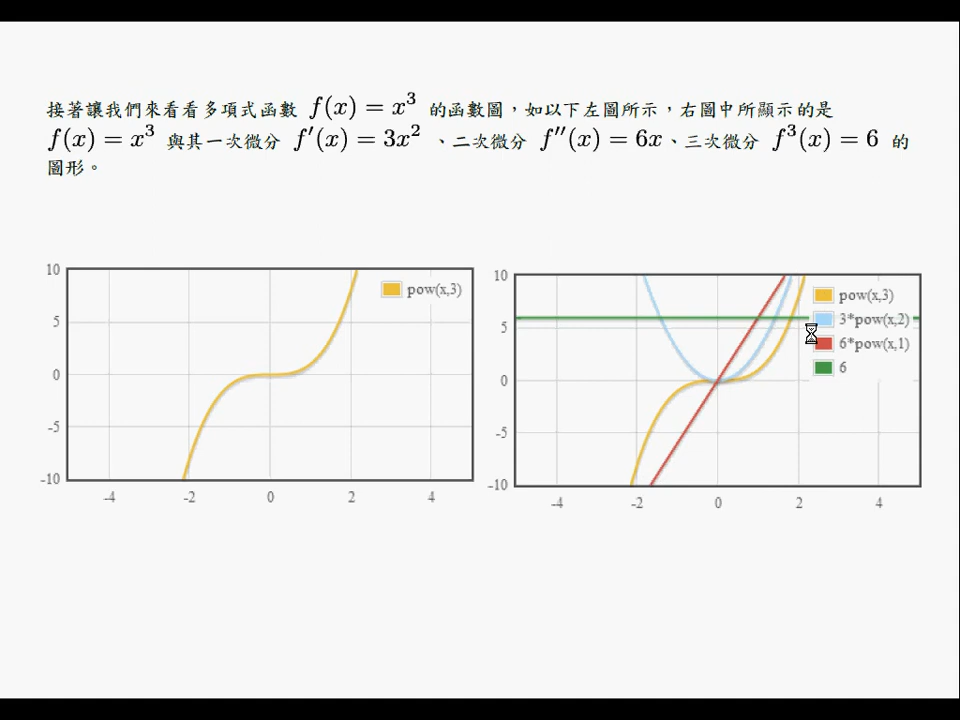 接著讓我們來看看多項式函數 f(x) = x³ 的函數圖，如以下左圖所示，右圖中所顯示的是
f(x) = x³ 與其一次微分 f′(x) = 3x² 、二次微分 f′′(x) = 6x、三次微分 f³(x) = 6 的
圖形。
10
pow(x,3)
5
0
-5
-10
-4 -2 0 2 4
10
pow(x,3)
3*pow(x,2)
5
6*pow(x,1)
6
0
-5
-10
-4 -2 0 2 4